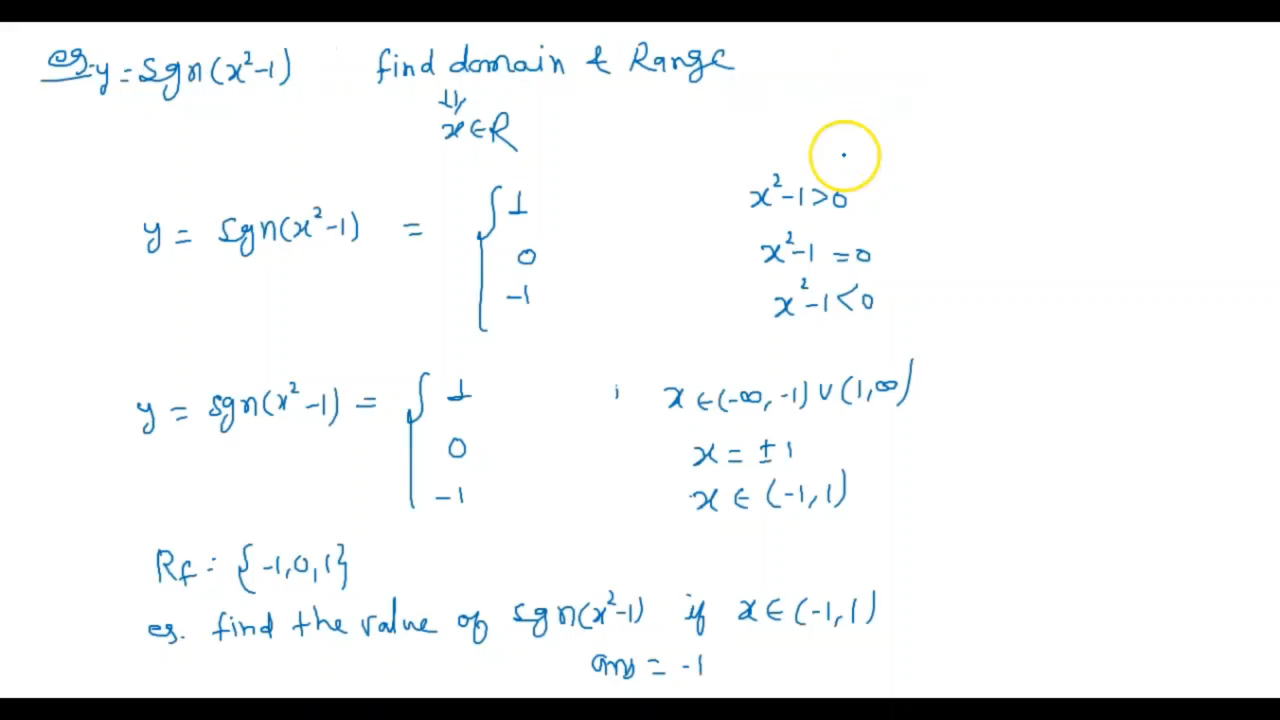 eg. y = sgn(x²-1) find domain & Range
⇓
x ∈ R
y = sgn(x²-1) = { 1 x²-1>0
0 x²-1 = 0
-1 x²-1<0
y = sgn(x²-1) = { 1 ; x ∈ (-∞, -1) ∪ (1, ∞)
0 x = ±1
-1 x ∈ (-1, 1)
Rf : {-1, 0, 1}
eg. find the value of sgn(x²-1) if x ∈ (-1, 1)
ans = -1